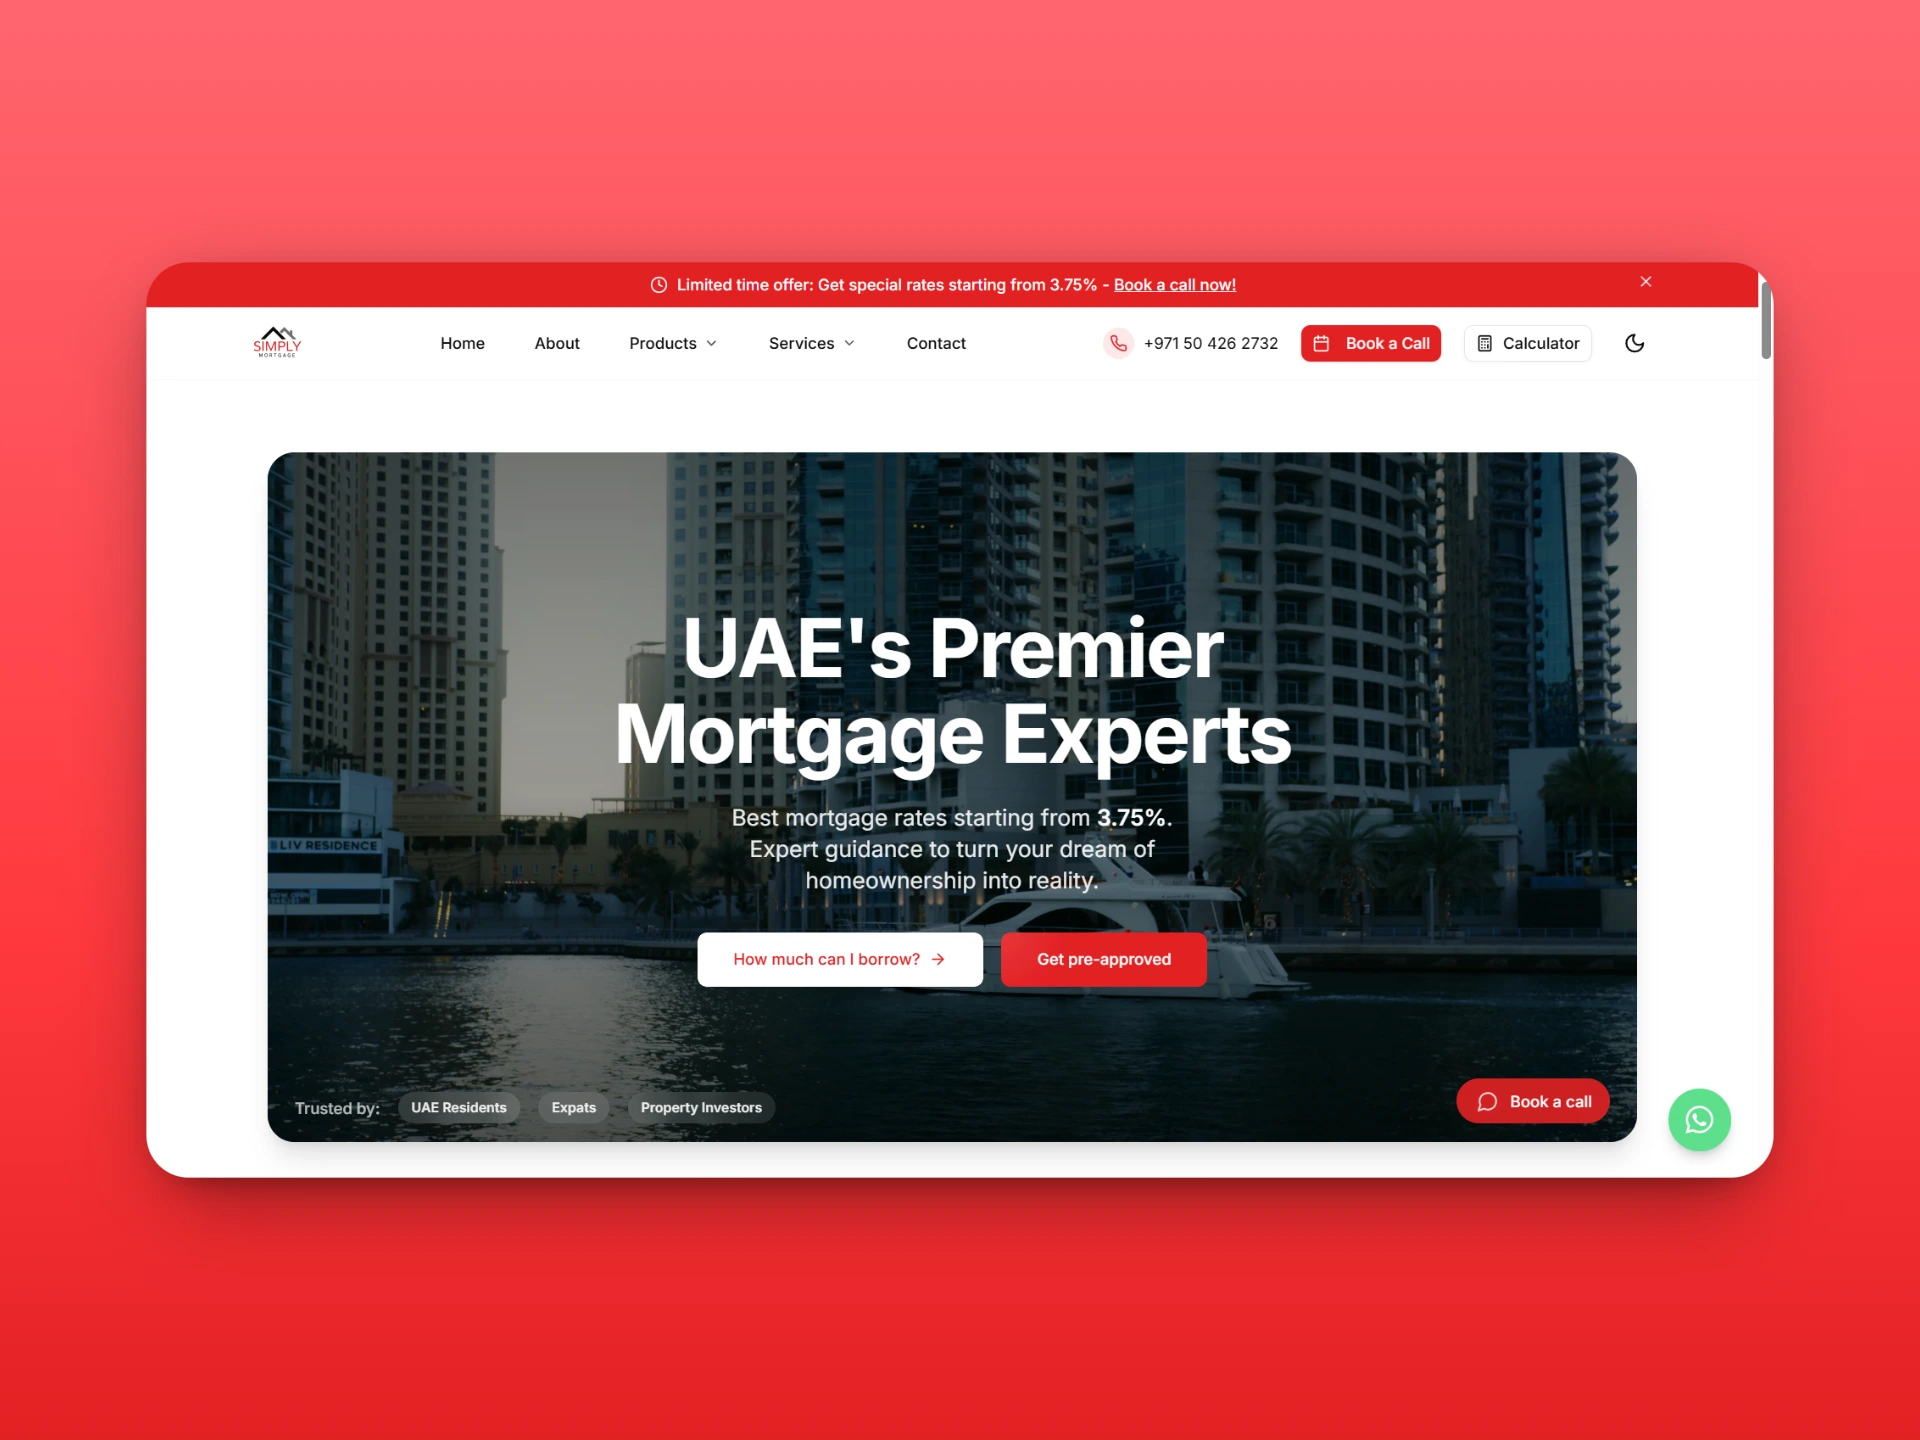 Limited time offer: Get special rates starting from 3.75% - Book a call now!
SIMPLY
MORTGAGE
Home
About
Products
Services
Contact
+971 50 426 2732
Book a Call
Calculator
UAE's Premier
Mortgage Experts
Best mortgage rates starting from 3.75%.
Expert guidance to turn your dream of
homeownership into reality.
LIV RESIDENCE
How much can I borrow?
Get pre-approved
Trusted by:
UAE Residents
Expats
Property Investors
Book a call